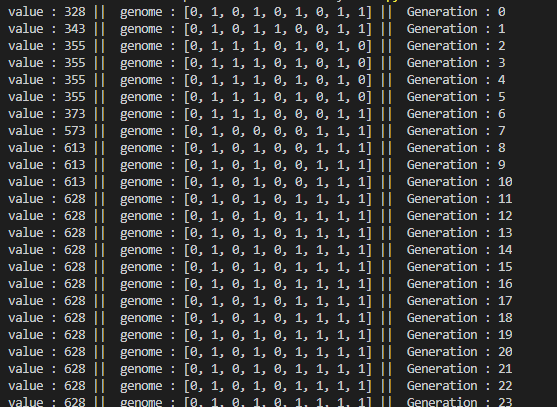 value : 328 || genome : [0, 1, 0, 1, 0, 1, 0, 1, 1] || Generation : 0
value : 343 || genome : [0, 1, 0, 1, 1, 0, 0, 1, 1] || Generation : 1
value : 355 || genome : [0, 1, 1, 1, 0, 1, 0, 1, 0] || Generation : 2
value : 355 || genome : [0, 1, 1, 1, 0, 1, 0, 1, 0] || Generation : 3
value : 355 || genome : [0, 1, 1, 1, 0, 1, 0, 1, 0] || Generation : 4
value : 355 || genome : [0, 1, 1, 1, 0, 1, 0, 1, 0] || Generation : 5
value : 373 || genome : [0, 1, 1, 1, 0, 0, 0, 1, 1] || Generation : 6
value : 573 || genome : [0, 1, 0, 0, 0, 0, 1, 1, 1] || Generation : 7
value : 613 || genome : [0, 1, 0, 1, 0, 0, 1, 1, 1] || Generation : 8
value : 613 || genome : [0, 1, 0, 1, 0, 0, 1, 1, 1] || Generation : 9
value : 613 || genome : [0, 1, 0, 1, 0, 0, 1, 1, 1] || Generation : 10
value : 628 || genome : [0, 1, 0, 1, 0, 1, 1, 1, 1] || Generation : 11
value : 628 || genome : [0, 1, 0, 1, 0, 1, 1, 1, 1] || Generation : 12
value : 628 || genome : [0, 1, 0, 1, 0, 1, 1, 1, 1] || Generation : 13
value : 628 || genome : [0, 1, 0, 1, 0, 1, 1, 1, 1] || Generation : 14
value : 628 || genome : [0, 1, 0, 1, 0, 1, 1, 1, 1] || Generation : 15
value : 628 || genome : [0, 1, 0, 1, 0, 1, 1, 1, 1] || Generation : 16
value : 628 || genome : [0, 1, 0, 1, 0, 1, 1, 1, 1] || Generation : 17
value : 628 || genome : [0, 1, 0, 1, 0, 1, 1, 1, 1] || Generation : 18
value : 628 || genome : [0, 1, 0, 1, 0, 1, 1, 1, 1] || Generation : 19
value : 628 || genome : [0, 1, 0, 1, 0, 1, 1, 1, 1] || Generation : 20
value : 628 || genome : [0, 1, 0, 1, 0, 1, 1, 1, 1] || Generation : 21
value : 628 || genome : [0, 1, 0, 1, 0, 1, 1, 1, 1] || Generation : 22
value : 628 || genome : [0, 1, 0, 1, 0, 1, 1, 1, 1] || Generation : 23